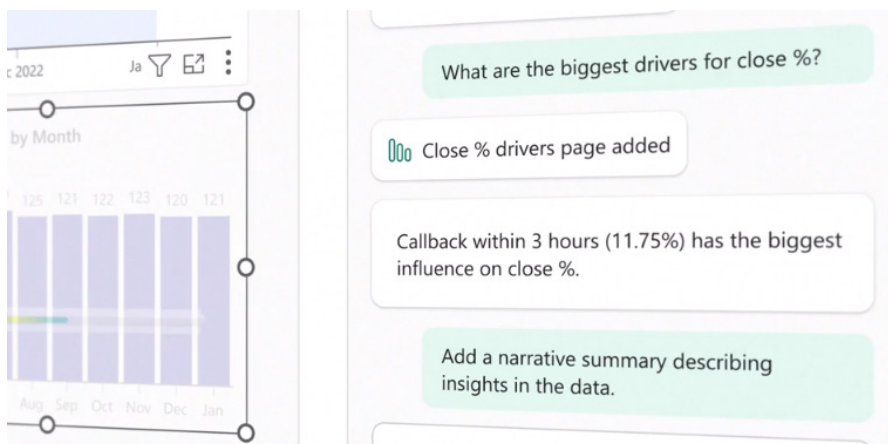 c 2022
Ja
by Month
125 121 122 123 120 121
Aug Sep Oct Nov Dec Jan
What are the biggest drivers for close %?
Close % drivers page added
Callback within 3 hours (11.75%) has the biggest
influence on close %.
Add a narrative summary describing
insights in the data.